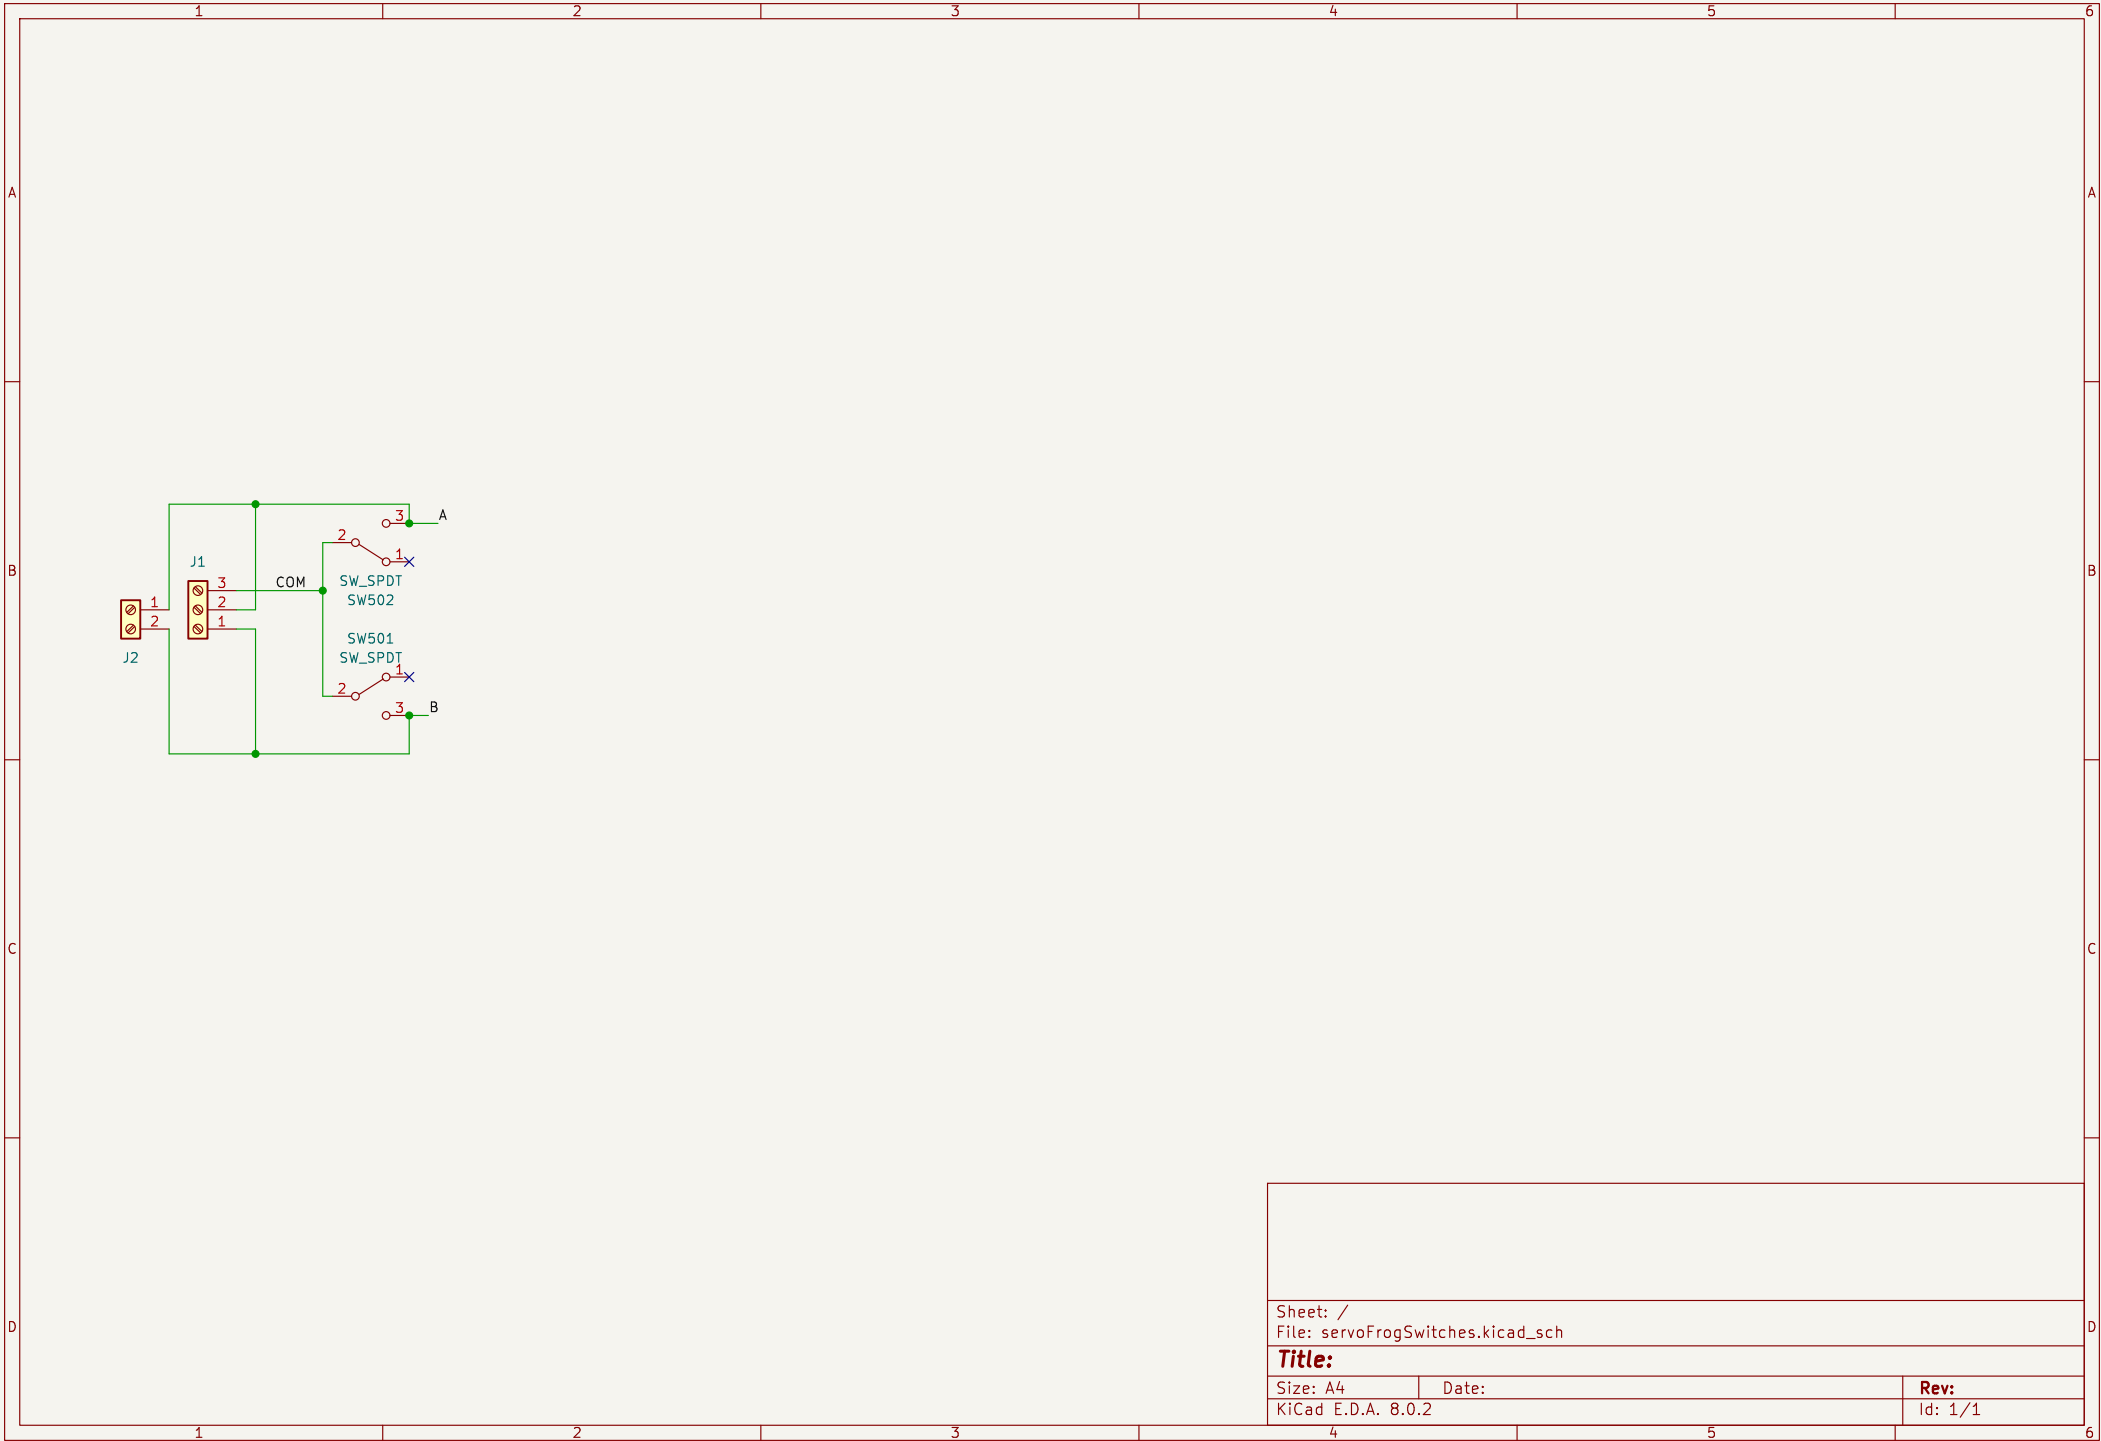 1 2 3 4 5 6
A A
3 A
2
1
B J1 B
SW_SPDT
3 COM
SW502
1 2
2 1
SW501
J2 SW_SPDT
1
2
3 B
C C
Sheet: /
File: servoFrogSwitches.kicad_sch
D D
Title:
Size: A4 Date: Rev:
KiCad E.D.A. 8.0.2 Id: 1/1
1 2 3 4 5 6